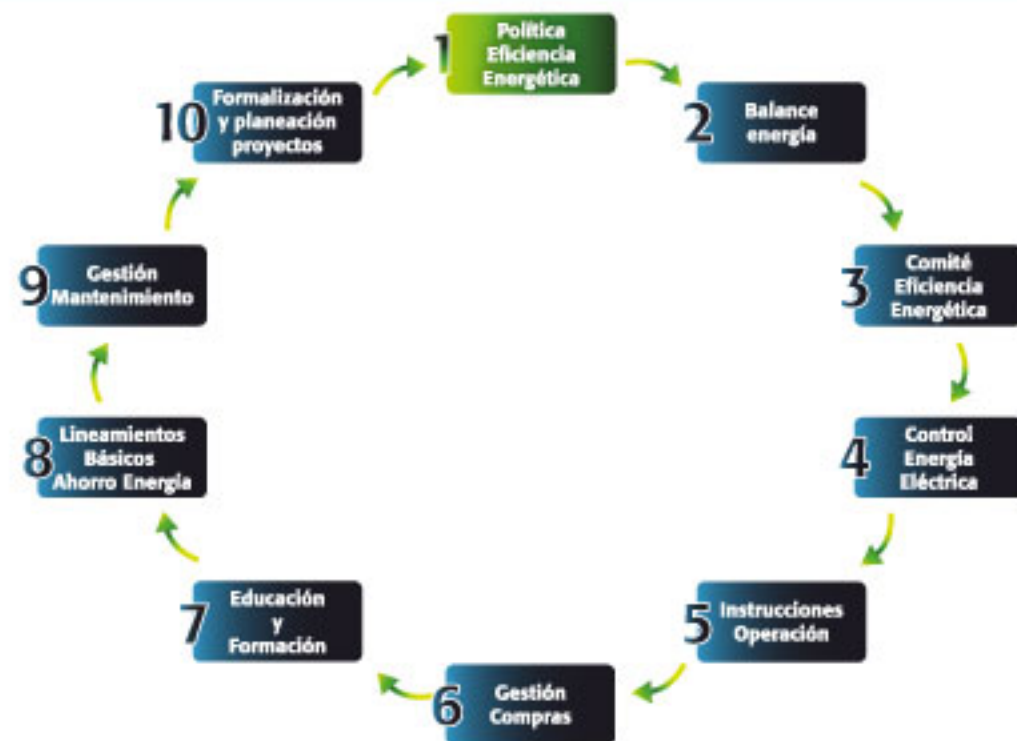 1
Política
Eficiencia
Energética
2
Balance
energía
3
Comité
Eficiencia
Energética
4
Control
Energía
Eléctrica
5
Instrucciones
Operación
6
Gestión
Compras
7
Educación
y
Formación
8
Lineamientos
Básicos
Ahorro Energía
9
Gestión
Mantenimiento
10
Formalización
y planeación
proyectos